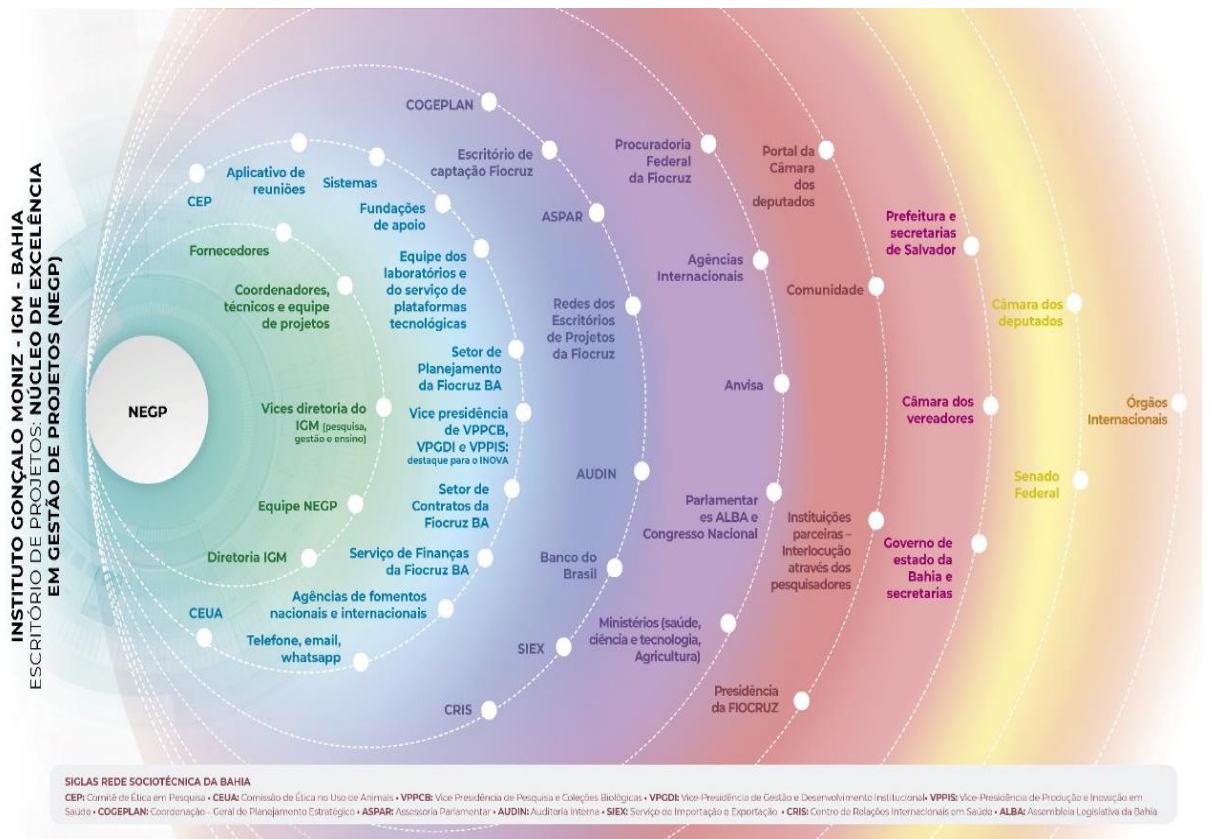 INSTITUTO GONÇALO MONIZ - IGM - BAHIA
ESCRITÓRIO DE PROJETOS: NÚCLEO DE EXCELÊNCIA
EM GESTÃO DE PROJETOS (NEGP)
NEGP
Fornecedores
Coordenadores,
técnicos e equipe
de projetos
Vices diretoria do
IGM (pesquisa,
gestão e ensino)
Equipe NEGP
Diretoria IGM
CEP
Aplicativo de
reuniões
Sistemas
Fundações
de apoio
Equipe dos
laboratórios e
do serviço de
plataformas
tecnológicas
Setor de
Planejamento
da Fiocruz BA
Vice presidência
de VPPCB,
VPGDI e VPPIS:
destaque para o INOVA
Setor de
Contratos da
Fiocruz BA
Serviço de Finanças
da Fiocruz BA
Agências de fomentos
nacionais e internacionais
Telefone, email,
whatsapp
CEUA
COGEPLAN
Escritório de
captação Fiocruz
ASPAR
Redes dos
Escritórios
de Projetos
da Fiocruz
AUDIN
Banco do
Brasil
SIEX
CRIS
Procuradoria
Federal
da Fiocruz
Agências
Internacionais
Anvisa
Parlamentar
es ALBA e
Congresso Nacional
Ministérios (saúde,
ciência e tecnologia,
Agricultura)
Portal da
Câmara
dos
deputados
Comunidade
Instituições
parceiras –
Interlocução
através dos
pesquisadores
Presidência
da FIOCRUZ
Prefeitura e
secretarias
de Salvador
Câmara dos
vereadores
Governo de
estado da
Bahia e
secretarias
Câmara dos
deputados
Senado
Federal
Órgãos
Internacionais
SIGLAS REDE SOCIOTÉCNICA DA BAHIA
CEP: Comitê de Ética em Pesquisa • CEUA: Comissão de Ética no Uso de Animais • VPPCB: Vice Presidência de Pesquisa e Coleções Biológicas • VPGDI: Vice-Presidência de Gestão e Desenvolvimento Institucional• VPPIS: Vice-Presidência de Produção e Inovação em
Saúde • COGEPLAN: Coordenação - Geral de Planejamento Estratégico • ASPAR: Assessoria Parlamentar • AUDIN: Auditoria Interna • SIEX: Serviço de Importação e Exportação • CRIS: Centro de Relações Internacionais em Saúde • ALBA: Assembleia Legislativa da Bahia